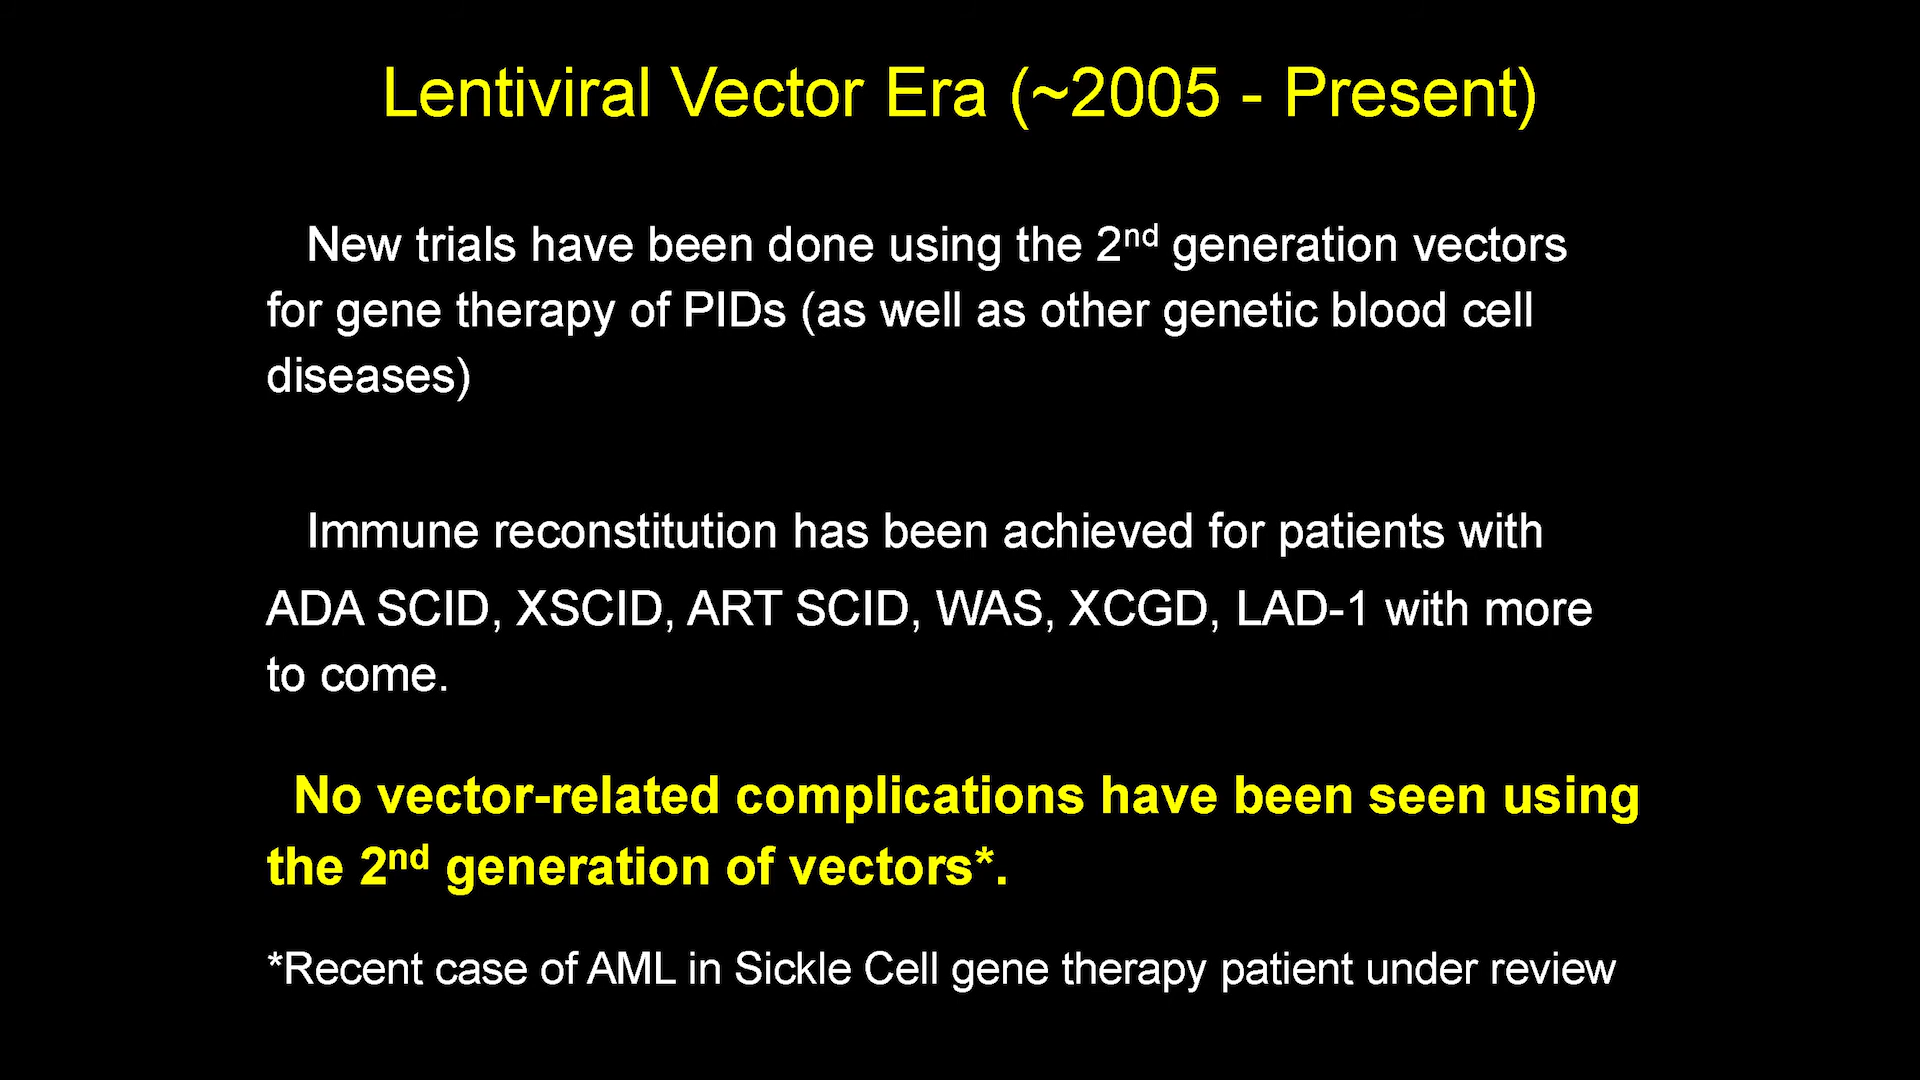 Lentiviral Vector Era (~2005 - Present)
New trials have been done using the 2nd generation vectors
for gene therapy of PIDs (as well as other genetic blood cell
diseases)
Immune reconstitution has been achieved for patients with
ADA SCID, XSCID, ART SCID, WAS, XCGD, LAD-1 with more
to come.
No vector-related complications have been seen using
the 2nd generation of vectors*.
*Recent case of AML in Sickle Cell gene therapy patient under review